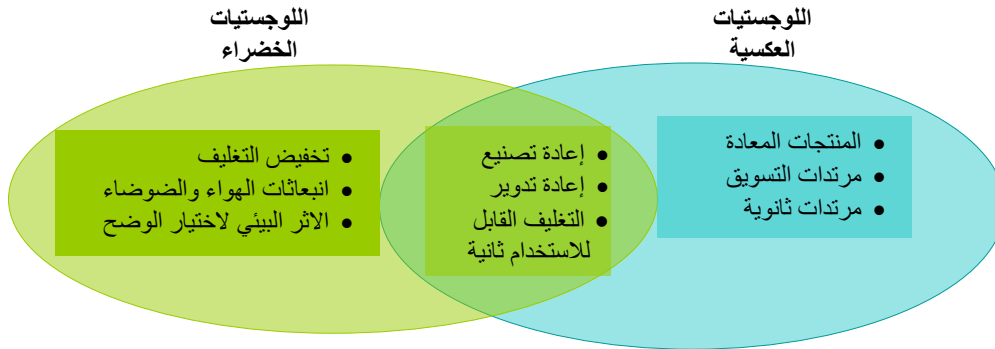 اللوجستيات
العكسية
اللوجستيات
الخضراء
• المنتجات المعادة
• مرتدات التسويق
• مرتدات ثانوية
• إعادة تصنيع
• إعادة تدوير
• التغليف القابل
للاستخدام ثانية
• تخفيض التغليف
• انبعاثات الهواء والضوضاء
• الاثر البيئي لاختيار الوضح